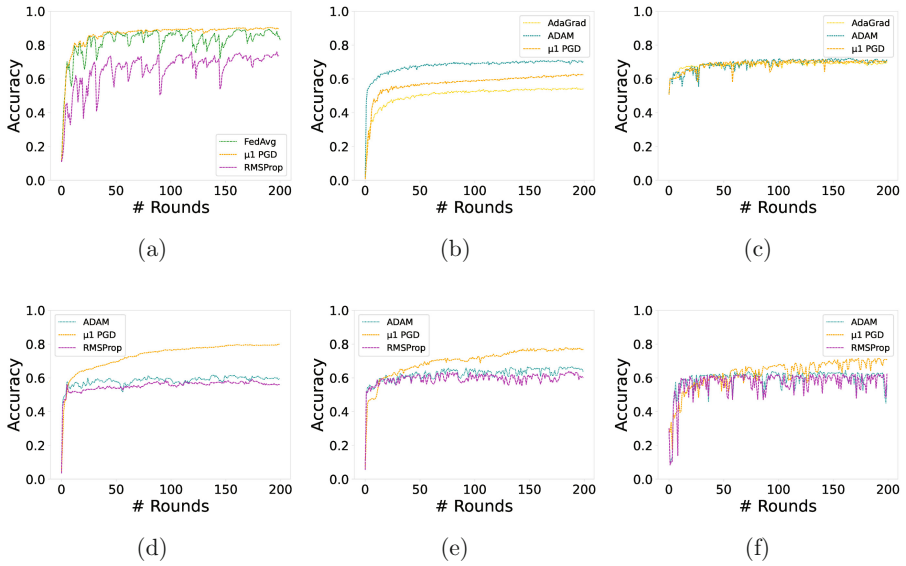 1.0
0.8
0.6
0.4
0.2
0.0
Accuracy
FedAvg
μ1 PGD
RMSProp
0 50 100 150 200
# Rounds
(a)
1.0
0.8
0.6
0.4
0.2
0.0
Accuracy
AdaGrad
ADAM
μ1 PGD
0 50 100 150 200
# Rounds
(b)
1.0
0.8
0.6
0.4
0.2
0.0
Accuracy
AdaGrad
ADAM
μ1 PGD
0 50 100 150 200
# Rounds
(c)
1.0
0.8
0.6
0.4
0.2
0.0
Accuracy
ADAM
μ1 PGD
RMSProp
0 50 100 150 200
# Rounds
(d)
1.0
0.8
0.6
0.4
0.2
0.0
Accuracy
ADAM
μ1 PGD
RMSProp
0 50 100 150 200
# Rounds
(e)
1.0
0.8
0.6
0.4
0.2
0.0
Accuracy
ADAM
μ1 PGD
RMSProp
0 50 100 150 200
# Rounds
(f)